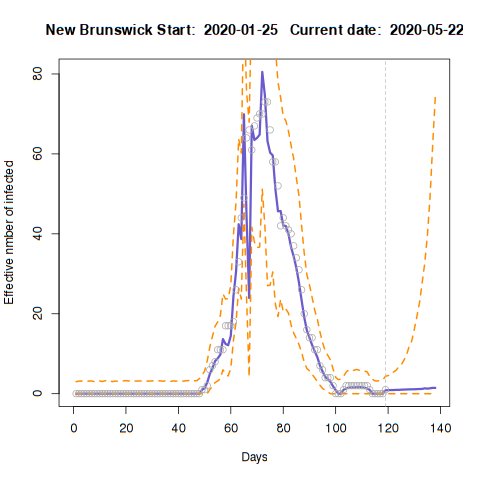 New Brunswick Start: 2020-01-25 Current date: 2020-05-22
80
60
40
20
0
Effective nmber of infected
0 20 40 60 80 100 120 140
Days